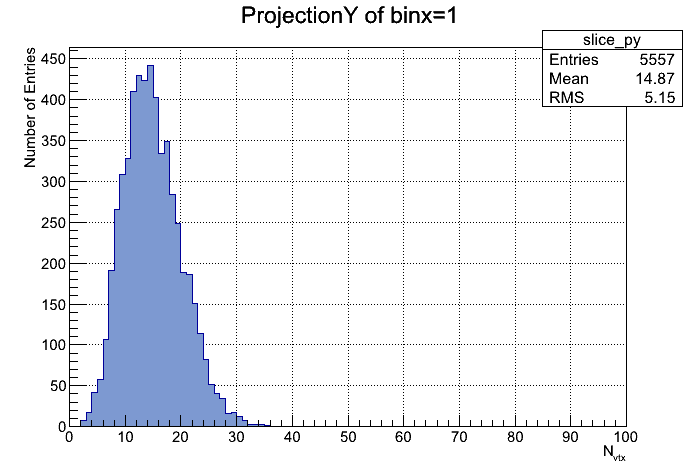 ProjectionY of binx=1
slice_py
Entries 5557
Mean 14.87
RMS 5.15
Number of Entries
450
400
350
300
250
200
150
100
50
0
0 10 20 30 40 50 60 70 80 90 100
N_vtx